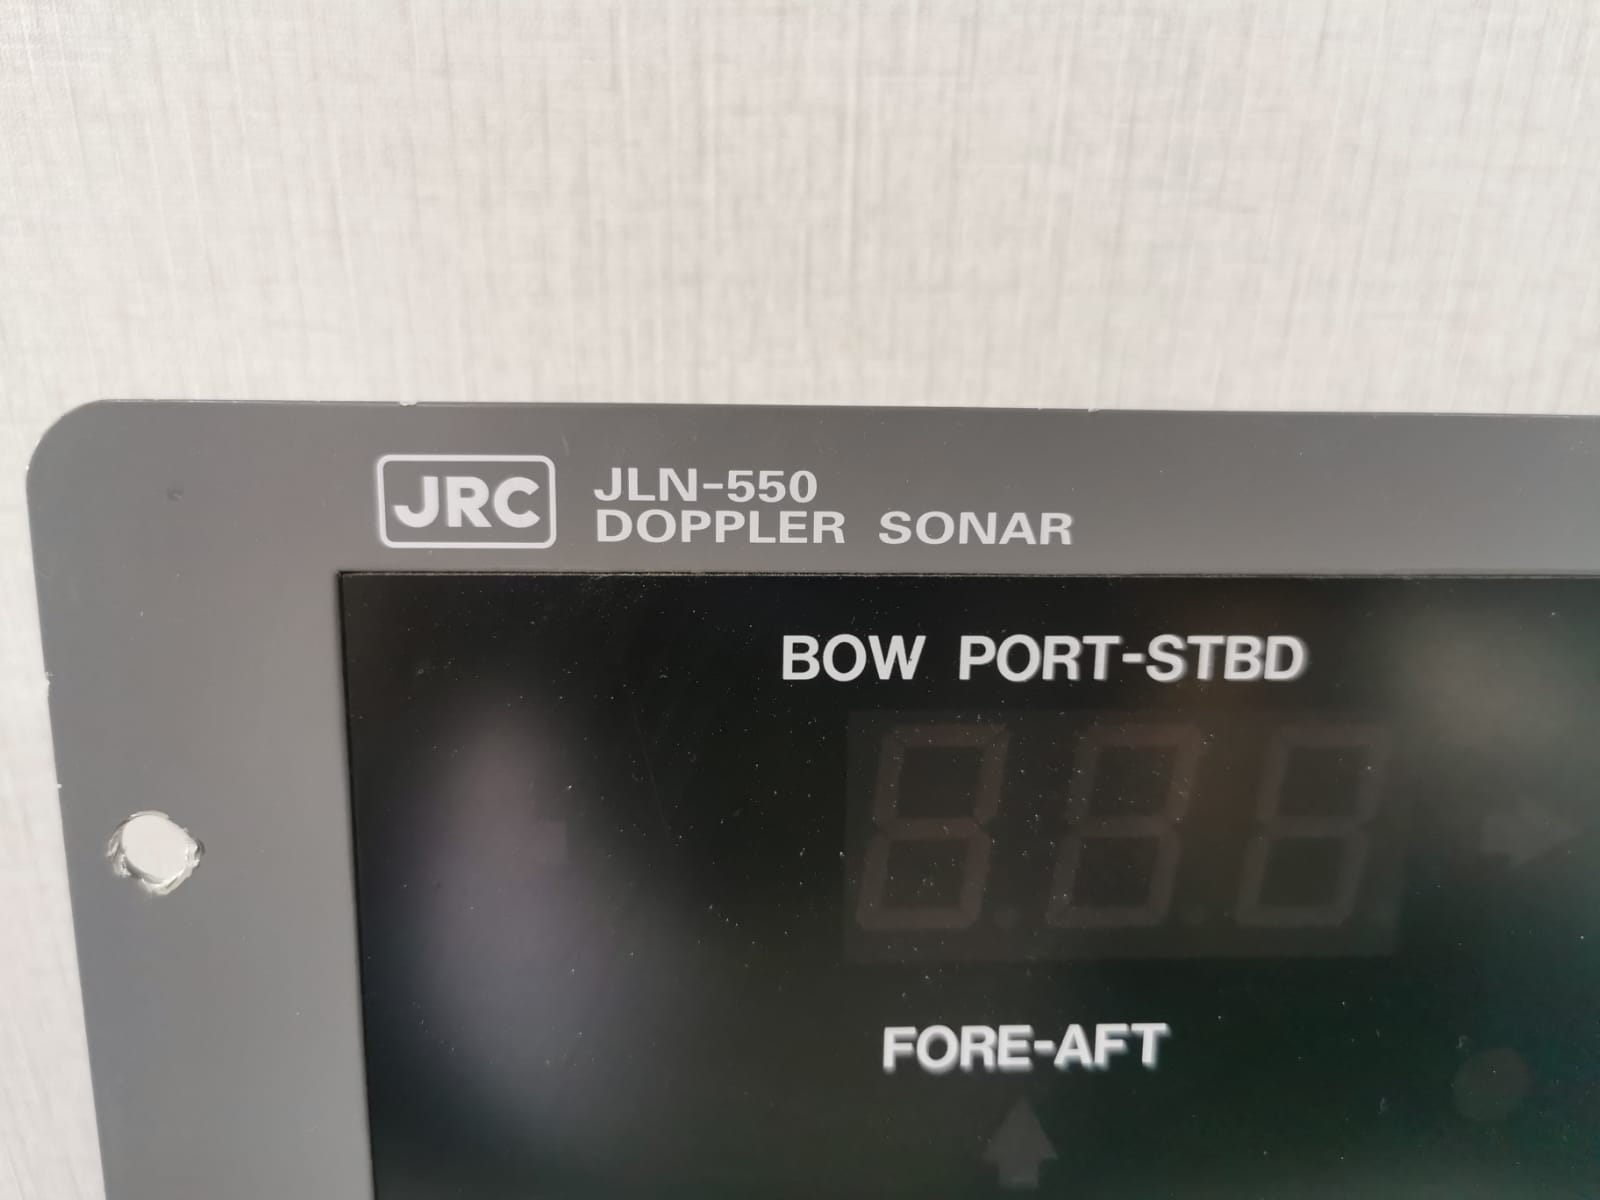 JRC
JLN-550
DOPPLER SONAR
BOW PORT-STBD
FORE-AFT